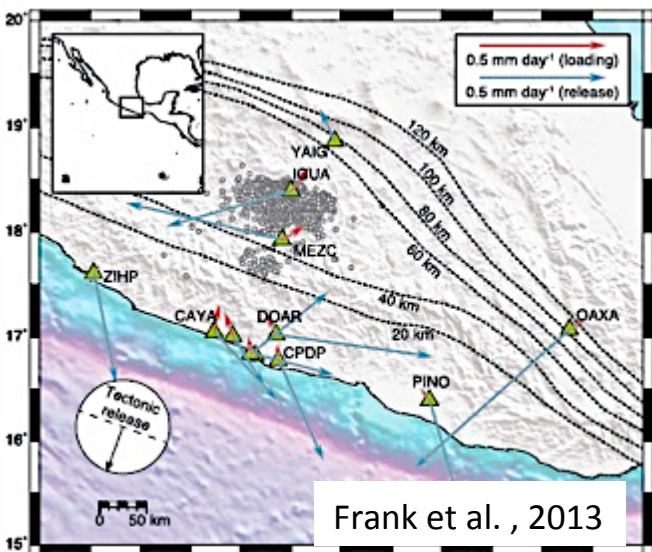 20°
19°
18°
17°
16°
15°
0.5 mm day⁻¹ (loading)
0.5 mm day⁻¹ (release)
120 km
100 km
80 km
60 km
40 km
20 km
YAIG
IGUA
MEZC
ZIHP
CAYA
DOAR
CPDP
OAXA
PINO
Tectonic
release
0 50 km
Frank et al. , 2013